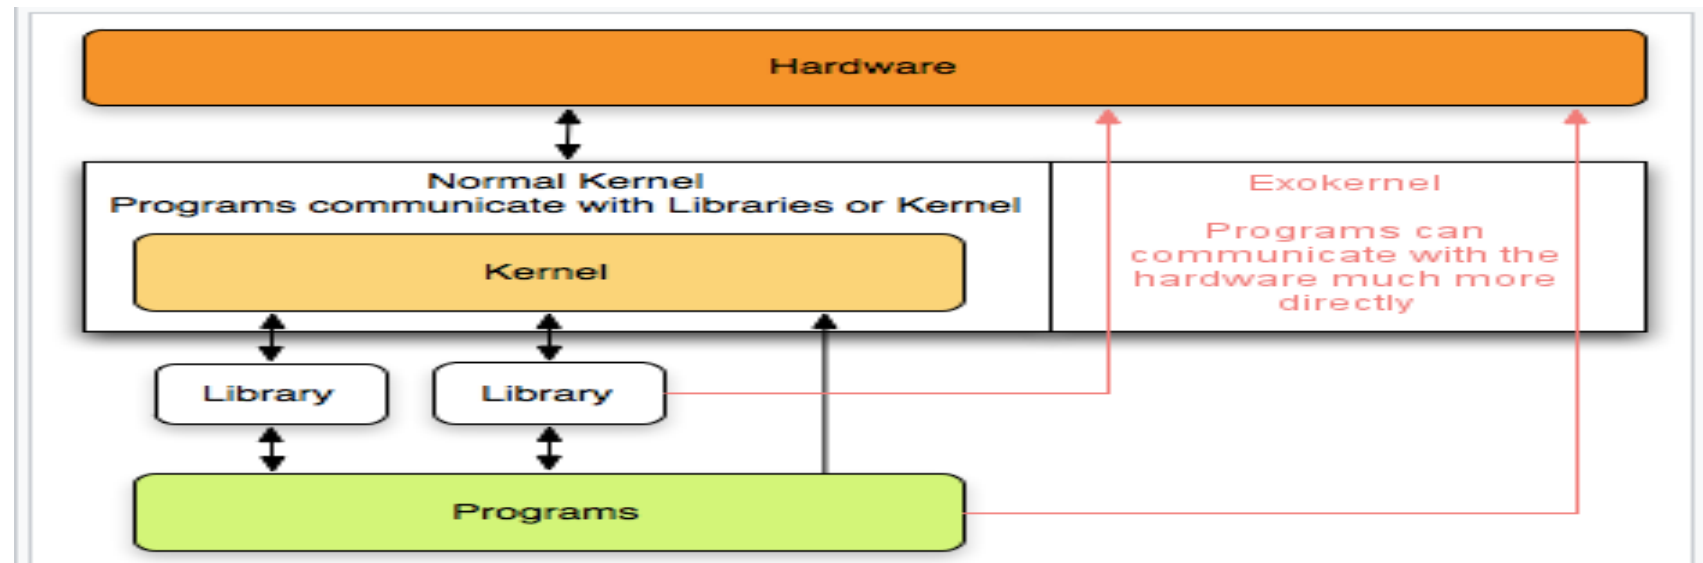 Hardware
Normal Kernel
Programs communicate with Libraries or Kernel
Kernel
Exokernel
Programs can
communicate with the
hardware much more
directly
Library
Library
Programs